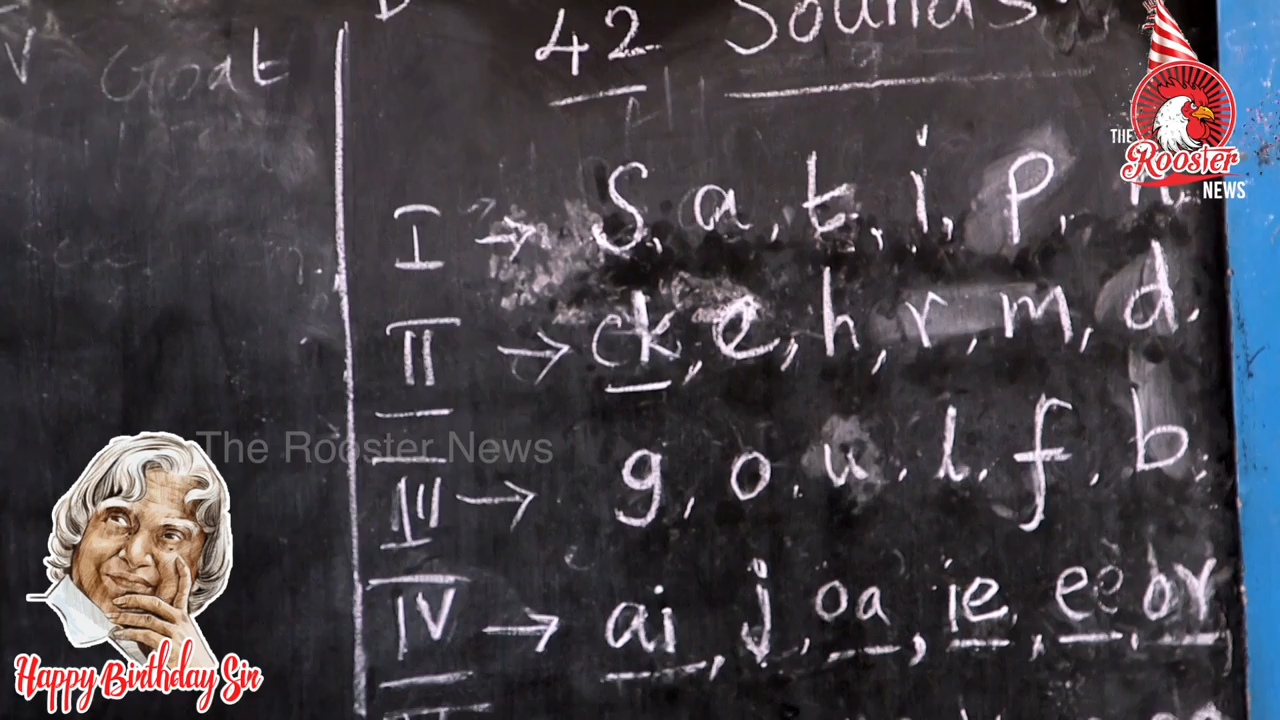 42 Sounds
V Goat
I → S, a, t, i, p, n.
II → ck, e, h, r, m, d.
III → g, o, u, l, f, b,
IV → ai, j, oa, ie, ee, or,
THE Rooster NEWS
The Rooster News
Happy Birthday Sir